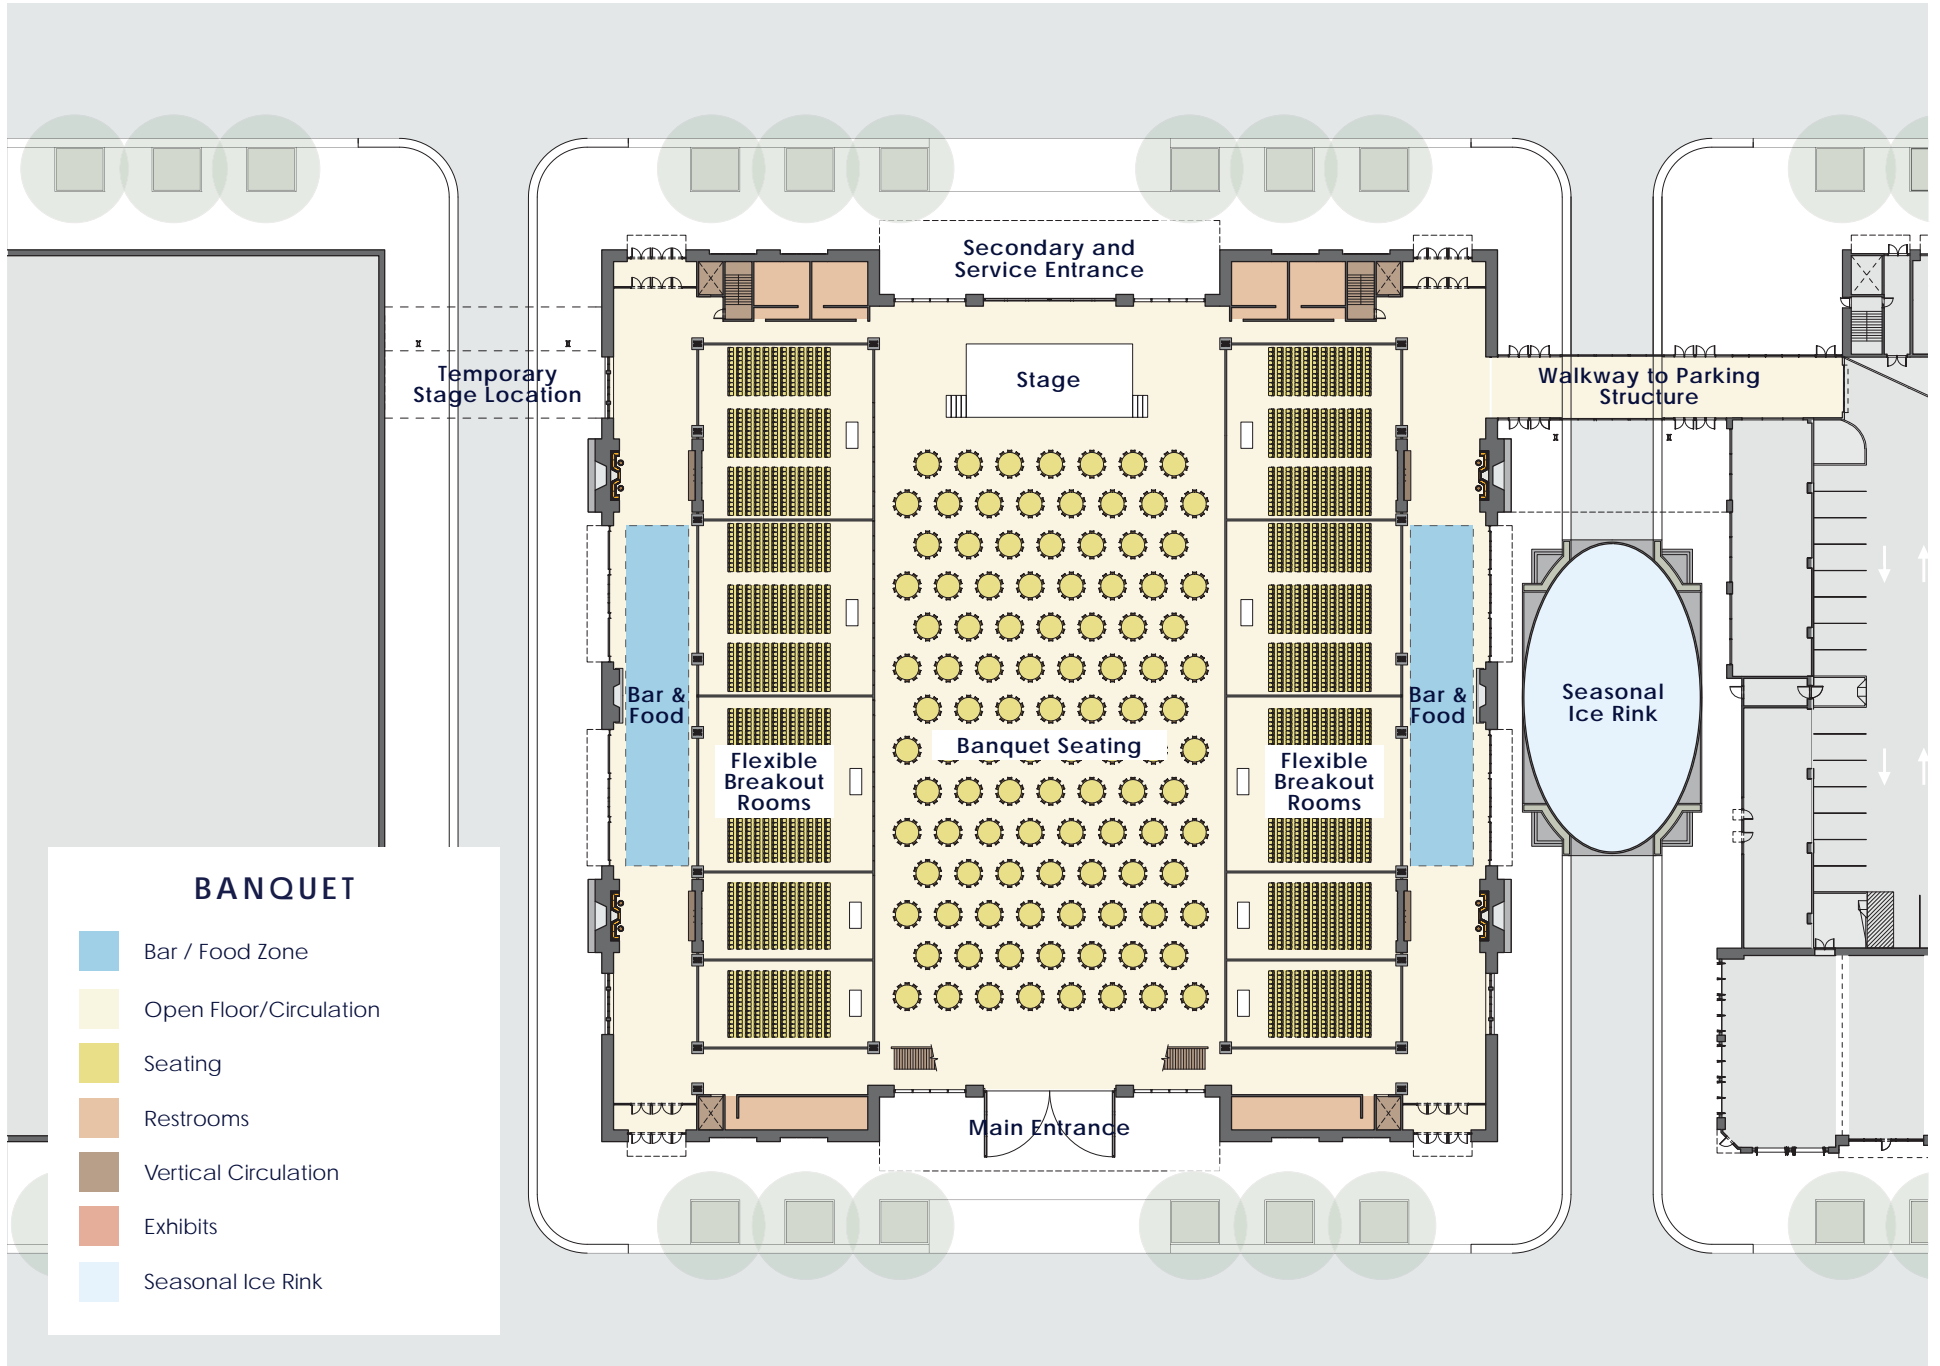 Secondary and
Service Entrance
Temporary
Stage Location
Stage
Walkway to Parking
Structure
Bar &
Food
Bar &
Food
Seasonal
Ice Rink
Banquet Seating
Flexible
Breakout
Rooms
Flexible
Breakout
Rooms
Main Entrance
BANQUET
Bar / Food Zone
Open Floor/Circulation
Seating
Restrooms
Vertical Circulation
Exhibits
Seasonal Ice Rink